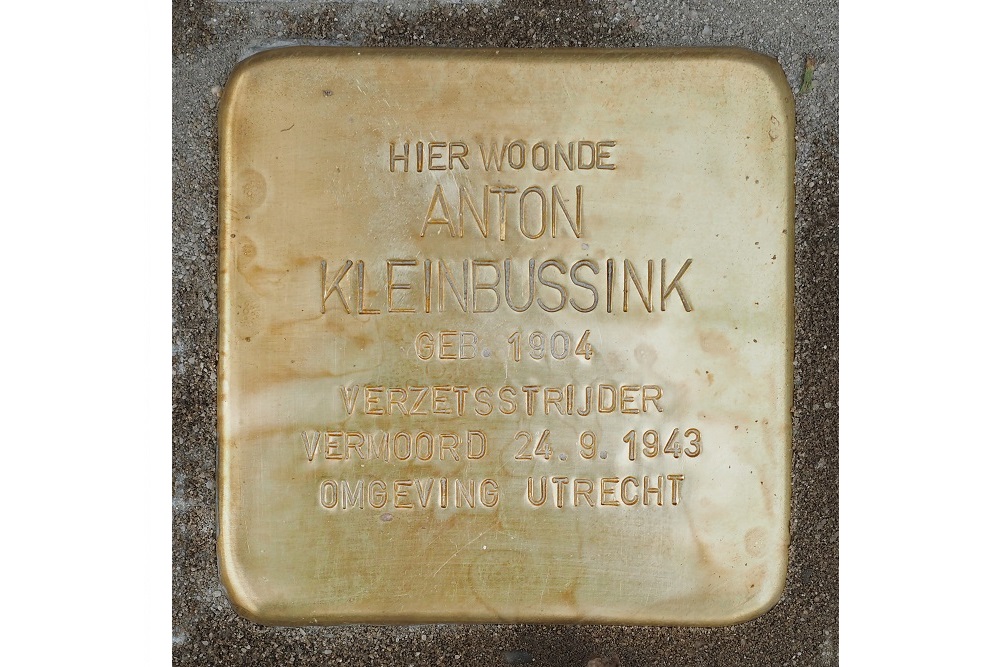 HIER WOONDE
ANTON
KLEINBUSSINK
GEB. 1904
VERZETSSTRIJDER
VERMOORD 24.9.1943
OMGEVING UTRECHT